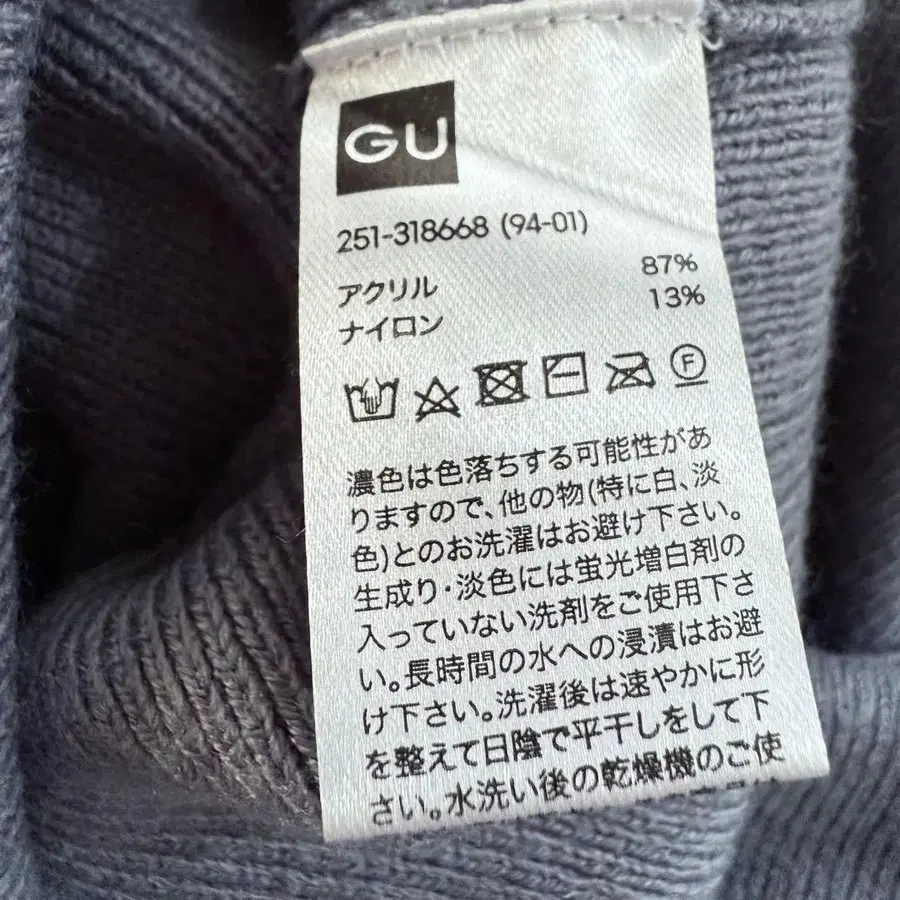 GU
251-318668 (94-01)
アクリル 87%
ナイロン 13%
F
濃色は色落ちする可能性があ
りますので、他の物(特に白、淡
色)とのお洗濯はお避け下さい。
生成り・淡色には蛍光増白剤の
入っていない洗剤をご使用下さ
い。長時間の水への浸漬はお避
け下さい。洗濯後は速やかに形
を整えて日陰で平干しをして下
さい。水洗い後の乾燥機のご使